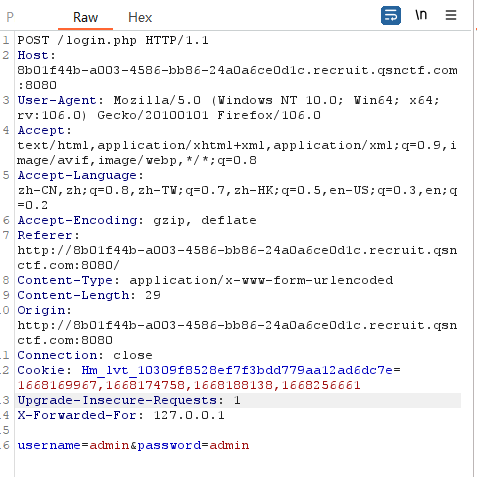 P Raw Hex \n
1 POST /login.php HTTP/1.1
2 Host:
8b01f44b-a003-4586-bb86-24a0a6ce0d1c.recruit.qsnctf.com
:8080
3 User-Agent: Mozilla/5.0 (Windows NT 10.0; Win64; x64;
rv:106.0) Gecko/20100101 Firefox/106.0
4 Accept:
text/html,application/xhtml+xml,application/xml;q=0.9,i
mage/avif,image/webp,*/*;q=0.8
5 Accept-Language:
zh-CN,zh;q=0.8,zh-TW;q=0.7,zh-HK;q=0.5,en-US;q=0.3,en;q
=0.2
6 Accept-Encoding: gzip, deflate
7 Referer:
http://8b01f44b-a003-4586-bb86-24a0a6ce0d1c.recruit.qsn
ctf.com:8080/
8 Content-Type: application/x-www-form-urlencoded
9 Content-Length: 29
0 Origin:
http://8b01f44b-a003-4586-bb86-24a0a6ce0d1c.recruit.qsn
ctf.com:8080
1 Connection: close
2 Cookie: Hm_lvt_10309f8528ef7f3bdd779aa12ad6dc7e=
1668169967,1668174758,1668188138,1668256661
3 Upgrade-Insecure-Requests: 1
4 X-Forwarded-For: 127.0.0.1
5
6 username=admin&password=admin